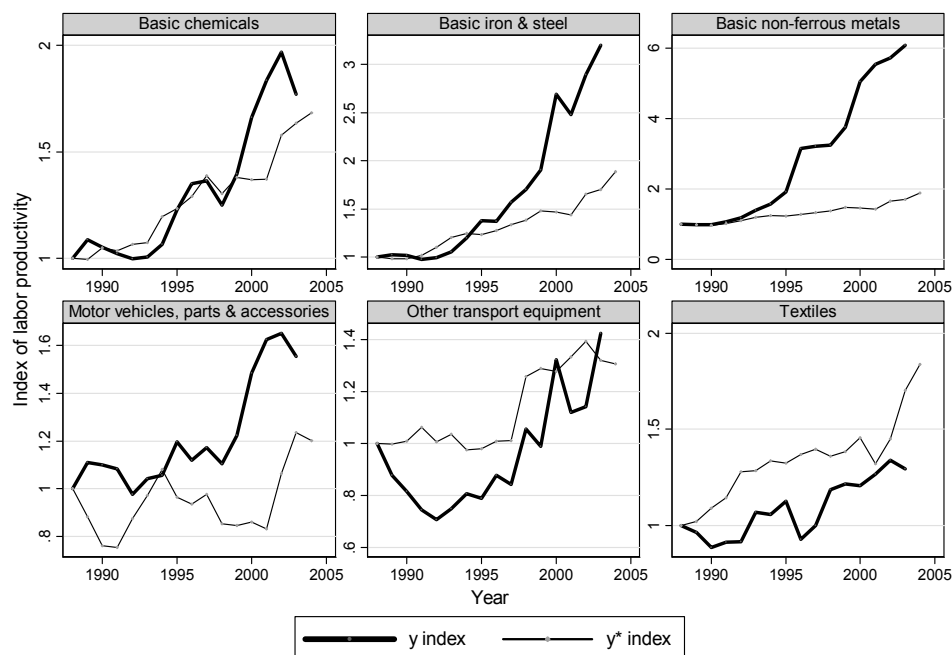 Basic chemicals
Basic iron & steel
Basic non-ferrous metals
Index of labor productivity
2
1.5
1
3
2.5
2
1.5
1
6
4
2
0
1990 1995 2000 2005
1990 1995 2000 2005
1990 1995 2000 2005
Motor vehicles, parts & accessories
Other transport equipment
Textiles
1.6
1.4
1.2
1
.8
1.4
1.2
1
.8
.6
2
1.5
1
1990 1995 2000 2005
1990 1995 2000 2005
1990 1995 2000 2005
Year
y index
y* index